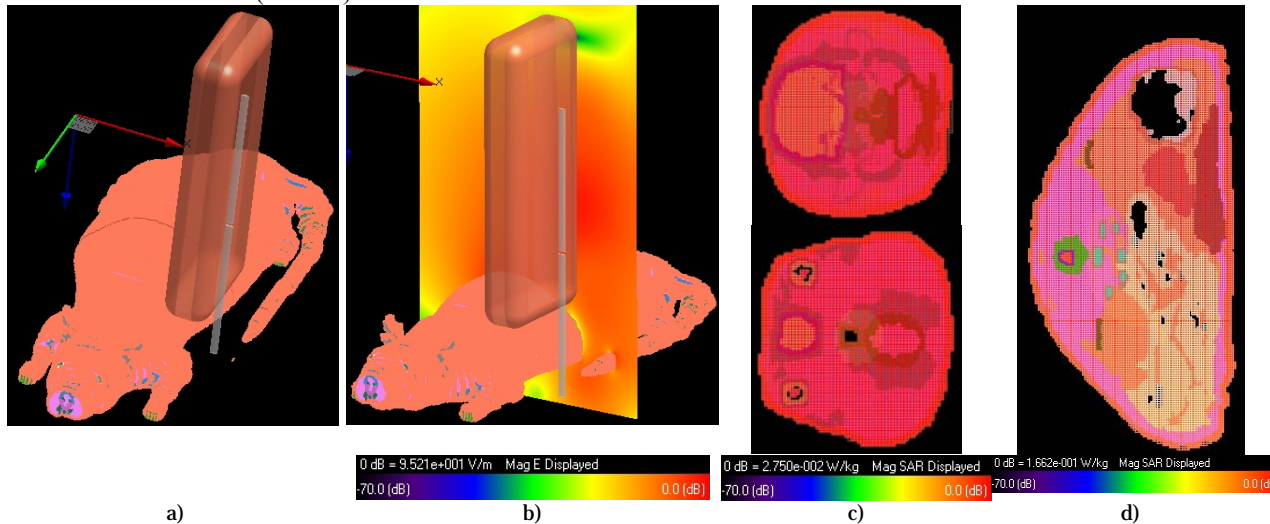 x
x
0 dB = 9.521e+001 V/m Mag E Displayed
-70.0 (dB) 0.0 (dB)
0 dB = 2.750e-002 W/kg Mag SAR Displayed
-70.0 (dB) 0.0 (dB)
0 dB = 1.662e-001 W/kg Mag SAR Displayed
-70.0 (dB) 0.0 (d
a) b) c) d)